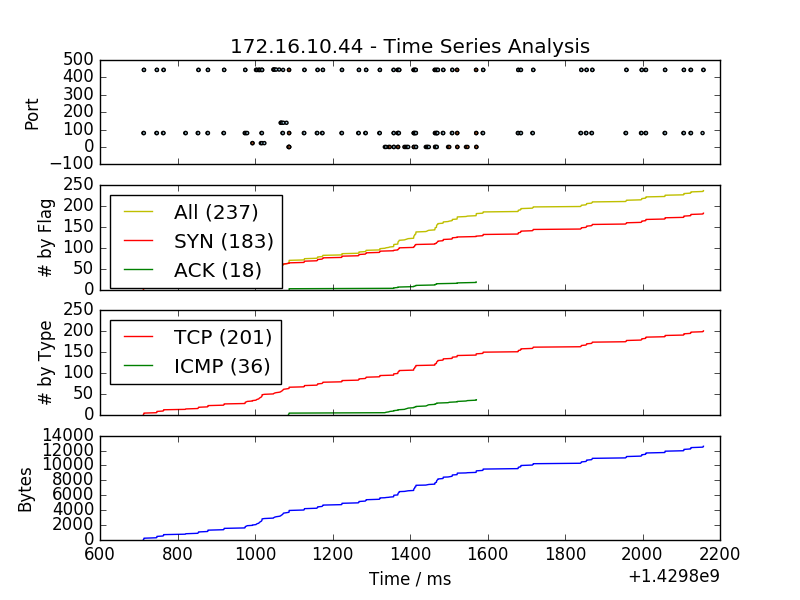 172.16.10.44 - Time Series Analysis
500
400
300
200
100
0
−100
Port
250
200
150
100
50
0
# by Flag
All (237)
SYN (183)
ACK (18)
250
200
150
100
50
0
# by Type
TCP (201)
ICMP (36)
14000
12000
10000
8000
6000
4000
2000
0
Bytes
600 800 1000 1200 1400 1600 1800 2000 2200
Time / ms
+1.4298e9